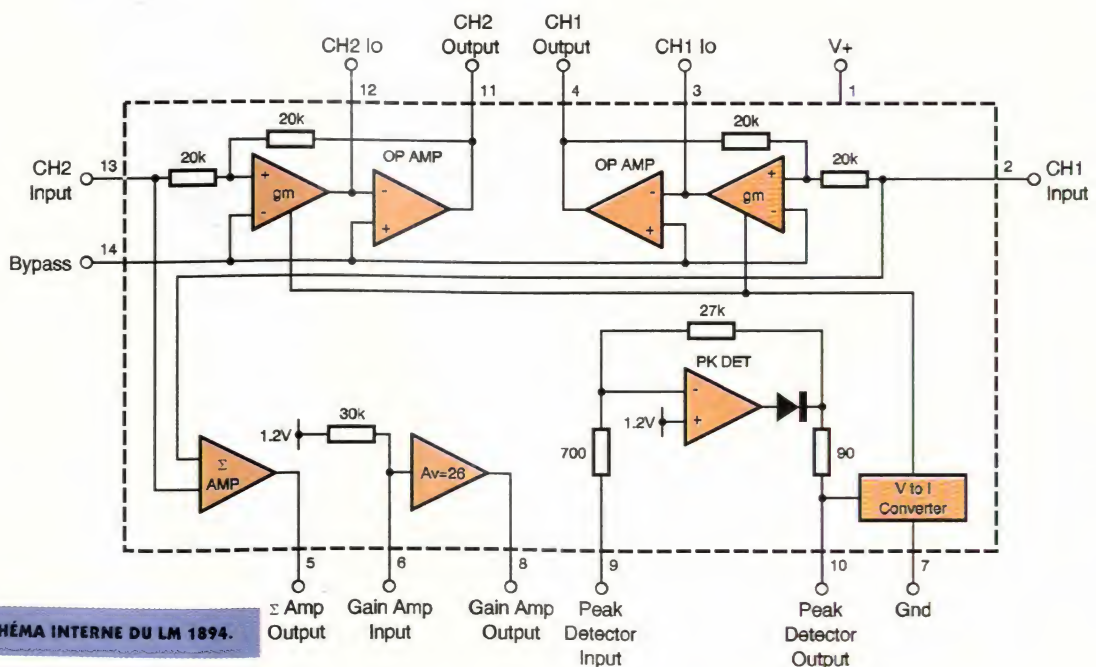 CH2 Io
CH2
Output
CH1
Output
CH1 Io
V+
12
11
4
3
1
20k
20k
OP AMP
OP AMP
20k
20k
CH2
Input
13
+
gm
-
-
+
-
+
+
gm
-
2
CH1
Input
Bypass
14
27k
PK DET
-
+
1.2V
1.2V
30k
Σ
AMP
Av=26
700
90
V to I
Converter
5
6
8
9
10
7
Σ Amp
Output
Gain Amp
Input
Gain Amp
Output
Peak
Detector
Input
Peak
Detector
Output
Gnd
HÉMA INTERNE DU LM 1894.